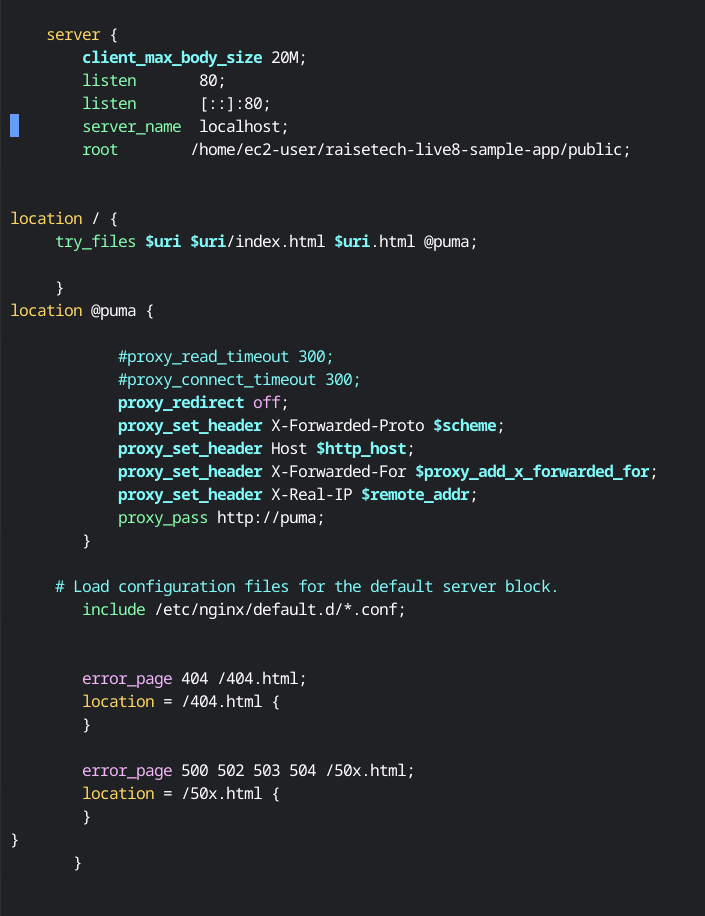 server {
client_max_body_size 20M;
listen       80;
listen       [::]:80;
server_name  localhost;
root        /home/ec2-user/raisetech-live8-sample-app/public;
location / {
try_files $uri $uri/index.html $uri.html @puma;
}
location @puma {
#proxy_read_timeout 300;
#proxy_connect_timeout 300;
proxy_redirect off;
proxy_set_header X-Forwarded-Proto $scheme;
proxy_set_header Host $http_host;
proxy_set_header X-Forwarded-For $proxy_add_x_forwarded_for;
proxy_set_header X-Real-IP $remote_addr;
proxy_pass http://puma;
}
# Load configuration files for the default server block.
include /etc/nginx/default.d/*.conf;
error_page 404 /404.html;
location = /404.html {
}
error_page 500 502 503 504 /50x.html;
location = /50x.html {
}
}
}